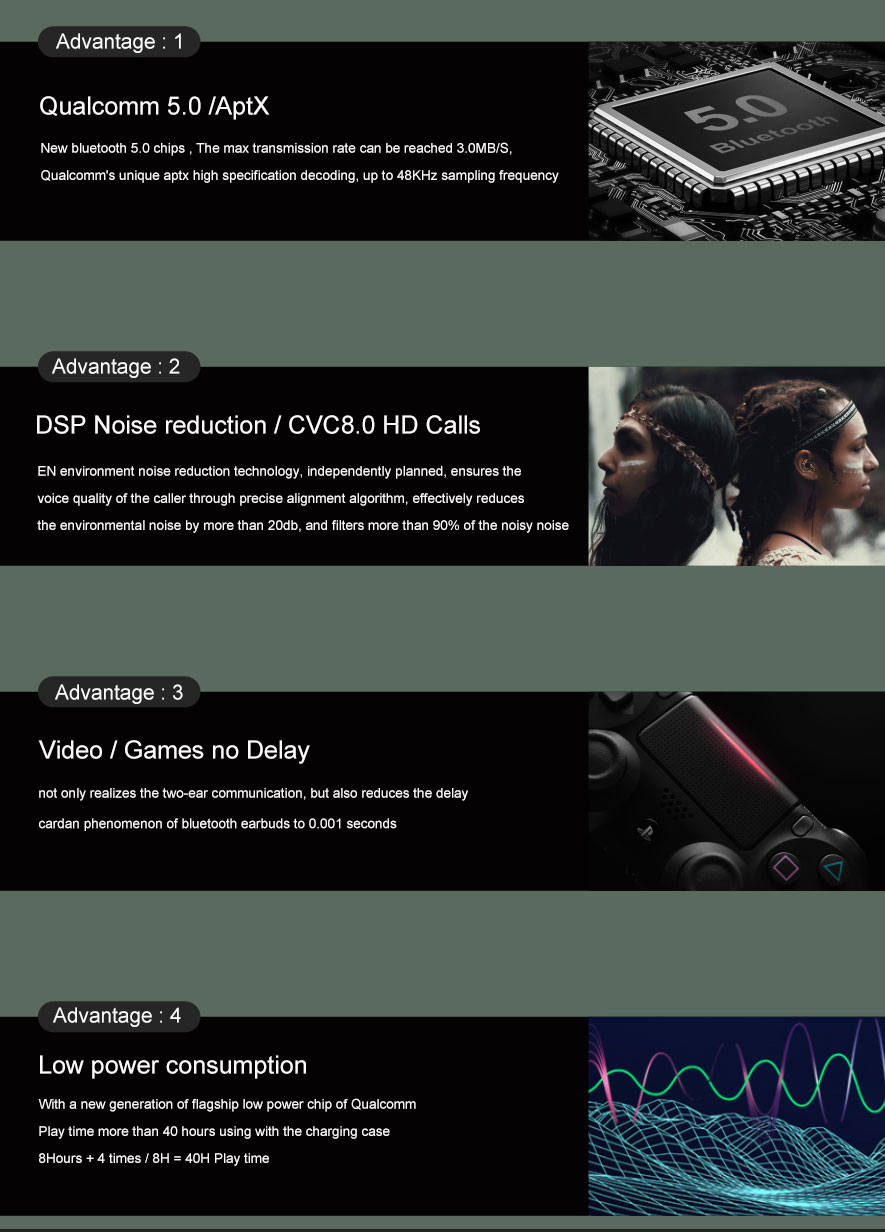 Advantage : 1
Qualcomm 5.0 /AptX
New bluetooth 5.0 chips , The max transmission rate can be reached 3.0MB/S,
Qualcomm's unique aptx high specification decoding, up to 48KHz sampling frequency
5.0
Bluetooth
Advantage : 2
DSP Noise reduction / CVC8.0 HD Calls
EN environment noise reduction technology, independently planned, ensures the
voice quality of the caller through precise alignment algorithm, effectively reduces
the environmental noise by more than 20db, and filters more than 90% of the noisy noise
Advantage : 3
Video / Games no Delay
not only realizes the two-ear communication, but also reduces the delay
cardan phenomenon of bluetooth earbuds to 0.001 seconds
Advantage : 4
Low power consumption
With a new generation of flagship low power chip of Qualcomm
Play time more than 40 hours using with the charging case
8Hours + 4 times / 8H = 40H Play time